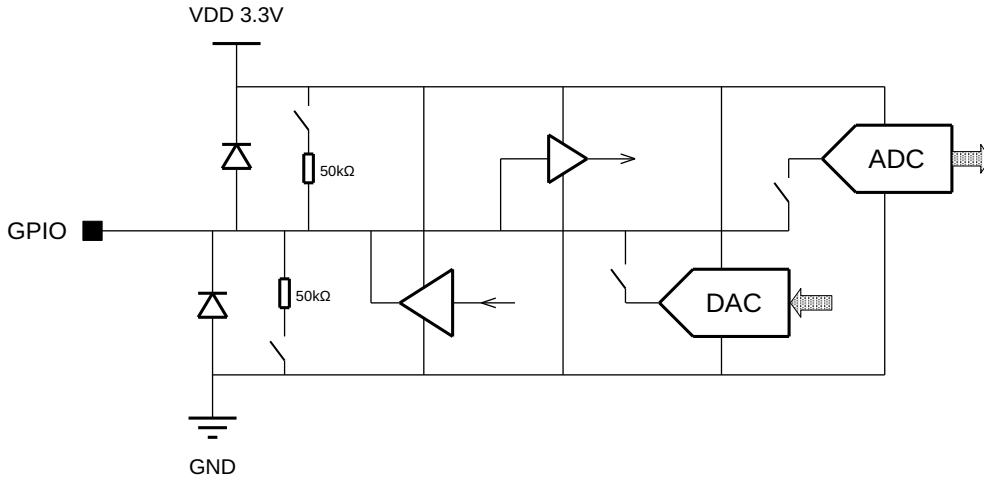 VDD 3.3V
50kΩ
ADC
GPIO
50kΩ
DAC
GND